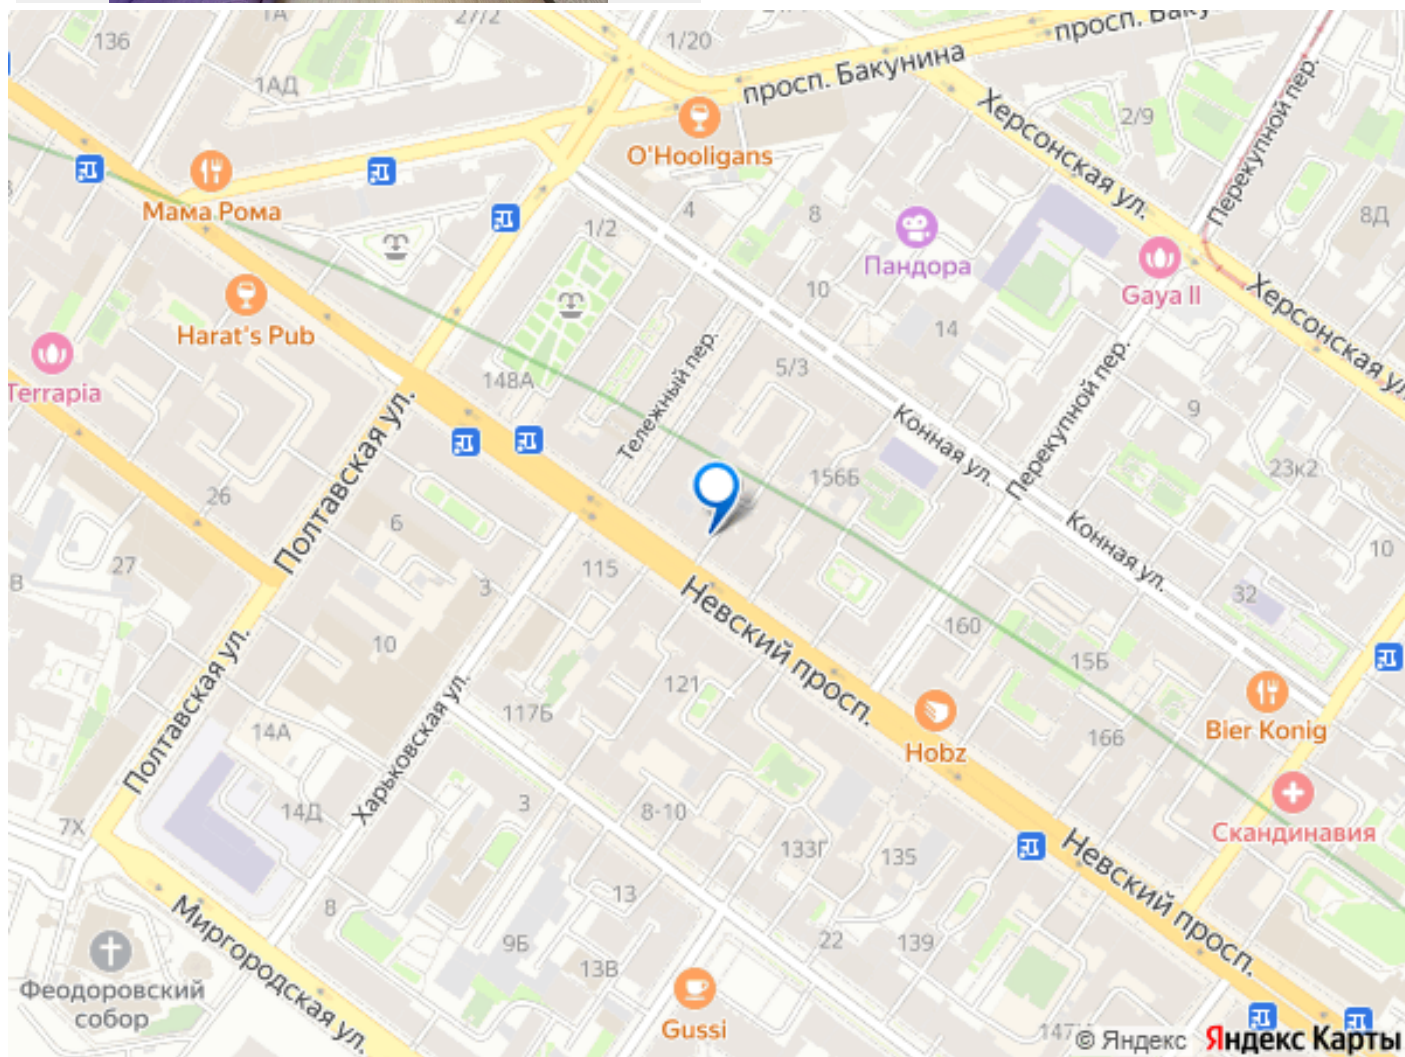 1А
27/2
136
1/20
просп. Бакунина
1АД
просп. Бакунина
Херсонская ул.
2/9
Перекупной пер.
O'Hooligans
Мама Рома
4
8
1/2
8Д
Пандора
Gaya II
Херсонская ул.
10
Harat's Pub
14
Тележный пер.
5/3
Перекупной пер.
Terrapia
148А
9
Конная ул.
Полтавская ул.
23к2
156Б
26
6
Конная ул.
10
27
115
3
32
Невский просп.
160
10
Полтавская ул.
15Б
121
117Б
Харьковская ул.
Hobz
166
Bier Konig
14А
14Д
3
8-10
7Х
Скандинавия
133Г
135
Невский просп.
13
8
Миргородская ул.
22
139
9Б
13В
Феодоровский
собор
Gussi
© Яндекс Яндекс Карты